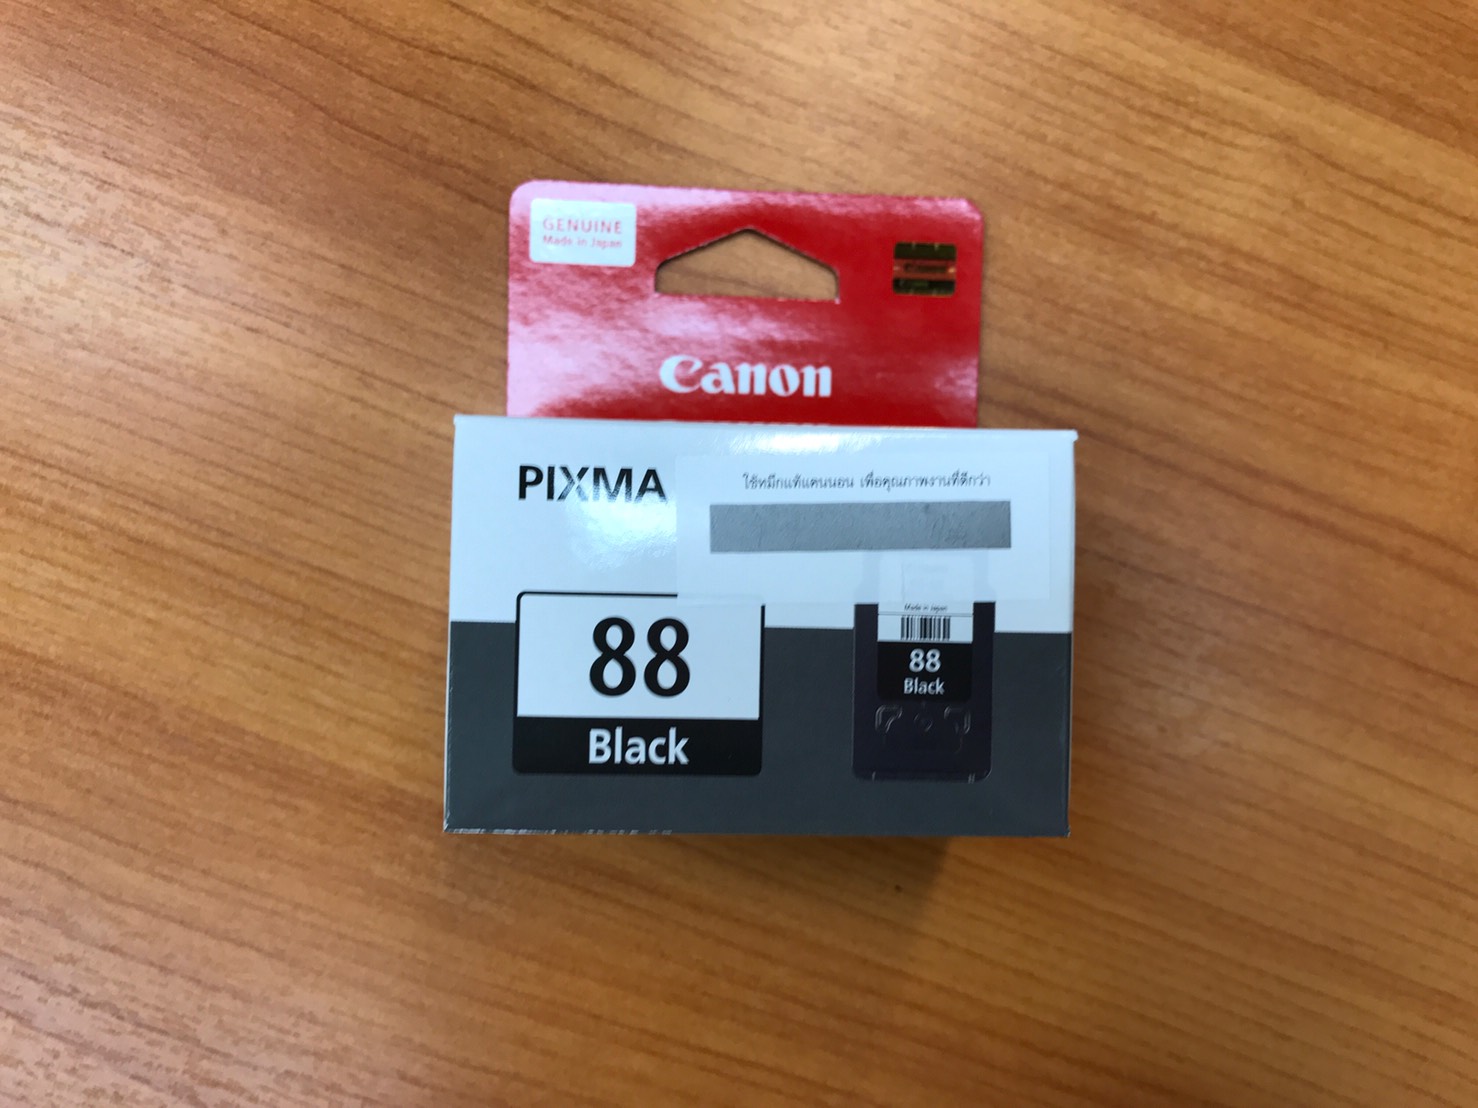 GENUINE
Made in Japan
Canon
Canon
PIXMA
ใช้หมึกแท้แคนนอน เพื่อคุณภาพงานที่ดีกว่า
88
Black
Made in Japan
88
Black